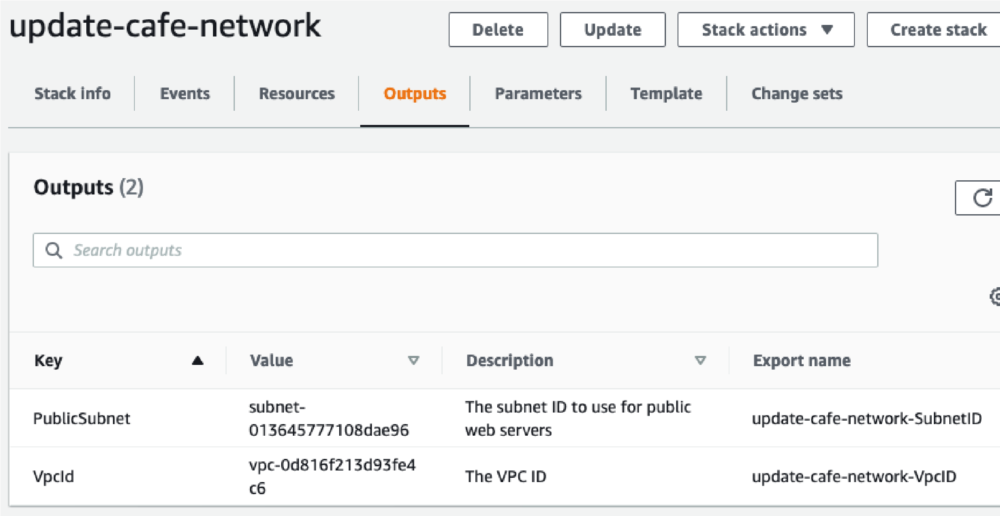 update-cafe-network
Delete
Update
Stack actions
Create stack
Stack info
Events
Resources
Outputs
Parameters
Template
Change sets
Outputs (2)
Search outputs
Key
Value
Description
Export name
PublicSubnet
subnet-
013645777108dae96
The subnet ID to use for public
web servers
update-cafe-network-SubnetID
VpcId
vpc-0d816f213d93fe4
c6
The VPC ID
update-cafe-network-VpcID